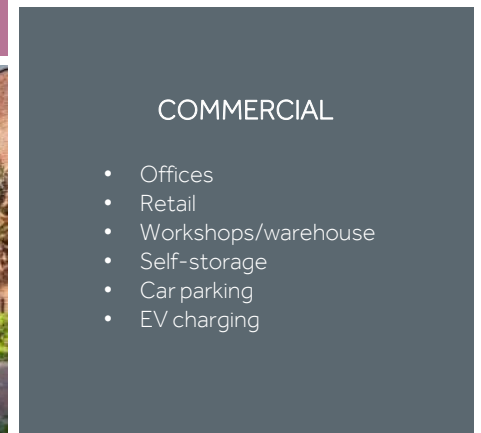 COMMERCIAL
• Offices
• Retail
• Workshops/warehouse
• Self-storage
• Car parking
• EV charging